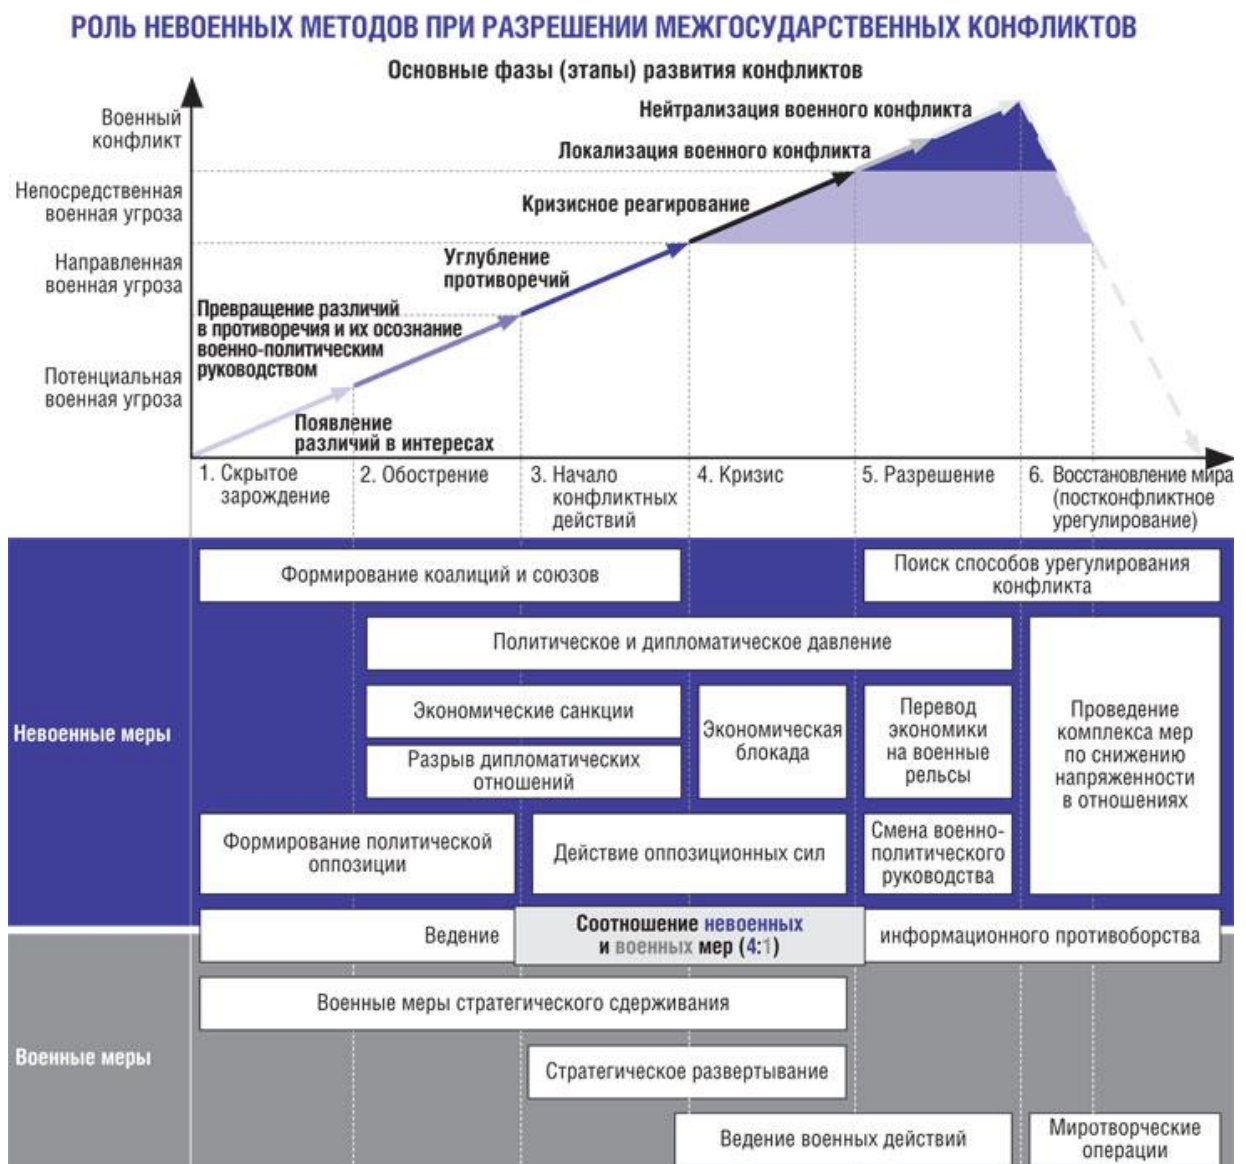 РОЛЬ НЕВОЕННЫХ МЕТОДОВ ПРИ РАЗРЕШЕНИИ МЕЖГОСУДАРСТВЕННЫХ КОНФЛИКТОВ
Основные фазы (этапы) развития конфликтов
Военный
конфликт
Непосредственная
военная угроза
Направленная
военная угроза
Потенциальная
военная угроза
Нейтрализация военного конфликта
Локализация военного конфликта
Кризисное реагирование
Углубление
противоречий
Превращение различий
в противоречия и их осознание
военно-политическим
руководством
Появление
различий в интересах
1. Скрытое
зарождение
2. Обострение
3. Начало
конфликтных
действий
4. Кризис
5. Разрешение
6. Восстановление мира
(постконфликтное
урегулирование)
Невоенные меры
Формирование коалиций и союзов
Поиск способов урегулирования
конфликта
Политическое и дипломатическое давление
Экономические санкции
Разрыв дипломатических
отношений
Экономическая
блокада
Перевод
экономики
на военные
рельсы
Проведение
комплекса мер
по снижению
напряженности
в отношениях
Формирование политической
оппозиции
Действие оппозиционных сил
Смена военно-
политического
руководства
Ведение
Соотношение невоенных
и военных мер (4:1)
информационного противоборства
Военные меры
Военные меры стратегического сдерживания
Стратегическое развертывание
Ведение военных действий
Миротворческие
операции